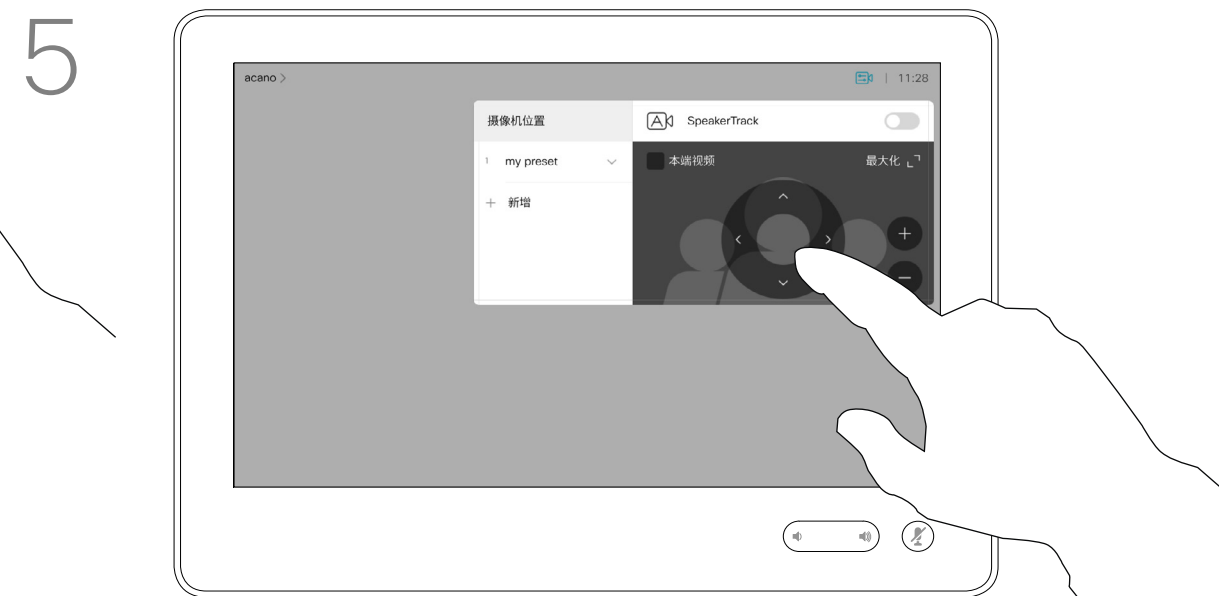 5
acano >
11:28
摄像机位置
SpeakerTrack
1 my preset
本端视频
最大化
+ 新增